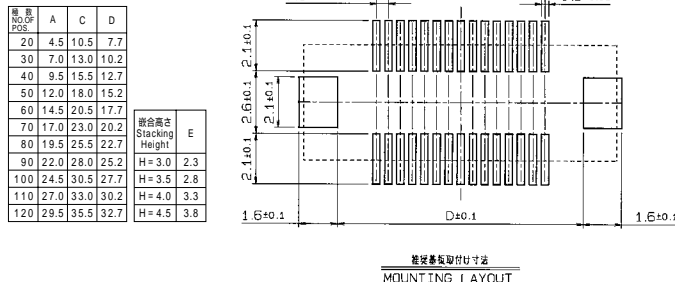 極 数
NO.OF
POS.
A C D
20 4.5 10.5 7.7
30 7.0 13.0 10.2
40 9.5 15.5 12.7
50 12.0 18.0 15.2
60 14.5 20.5 17.7
70 17.0 23.0 20.2
80 19.5 25.5 22.7
90 22.0 28.0 25.2
100 24.5 30.5 27.7
110 27.0 33.0 30.2
120 29.5 35.5 32.7
嵌合高さ
Stacking
Height
E
H = 3.0 2.3
H = 3.5 2.8
H = 4.0 3.3
H = 4.5 3.8
2.1±0.1
2.6±0.1
2.1±0.1
2.1±0.1
1.6±0.1
D±0.1
1.6±0.1
推奨基板取付け寸法
MOUNTING LAYOUT